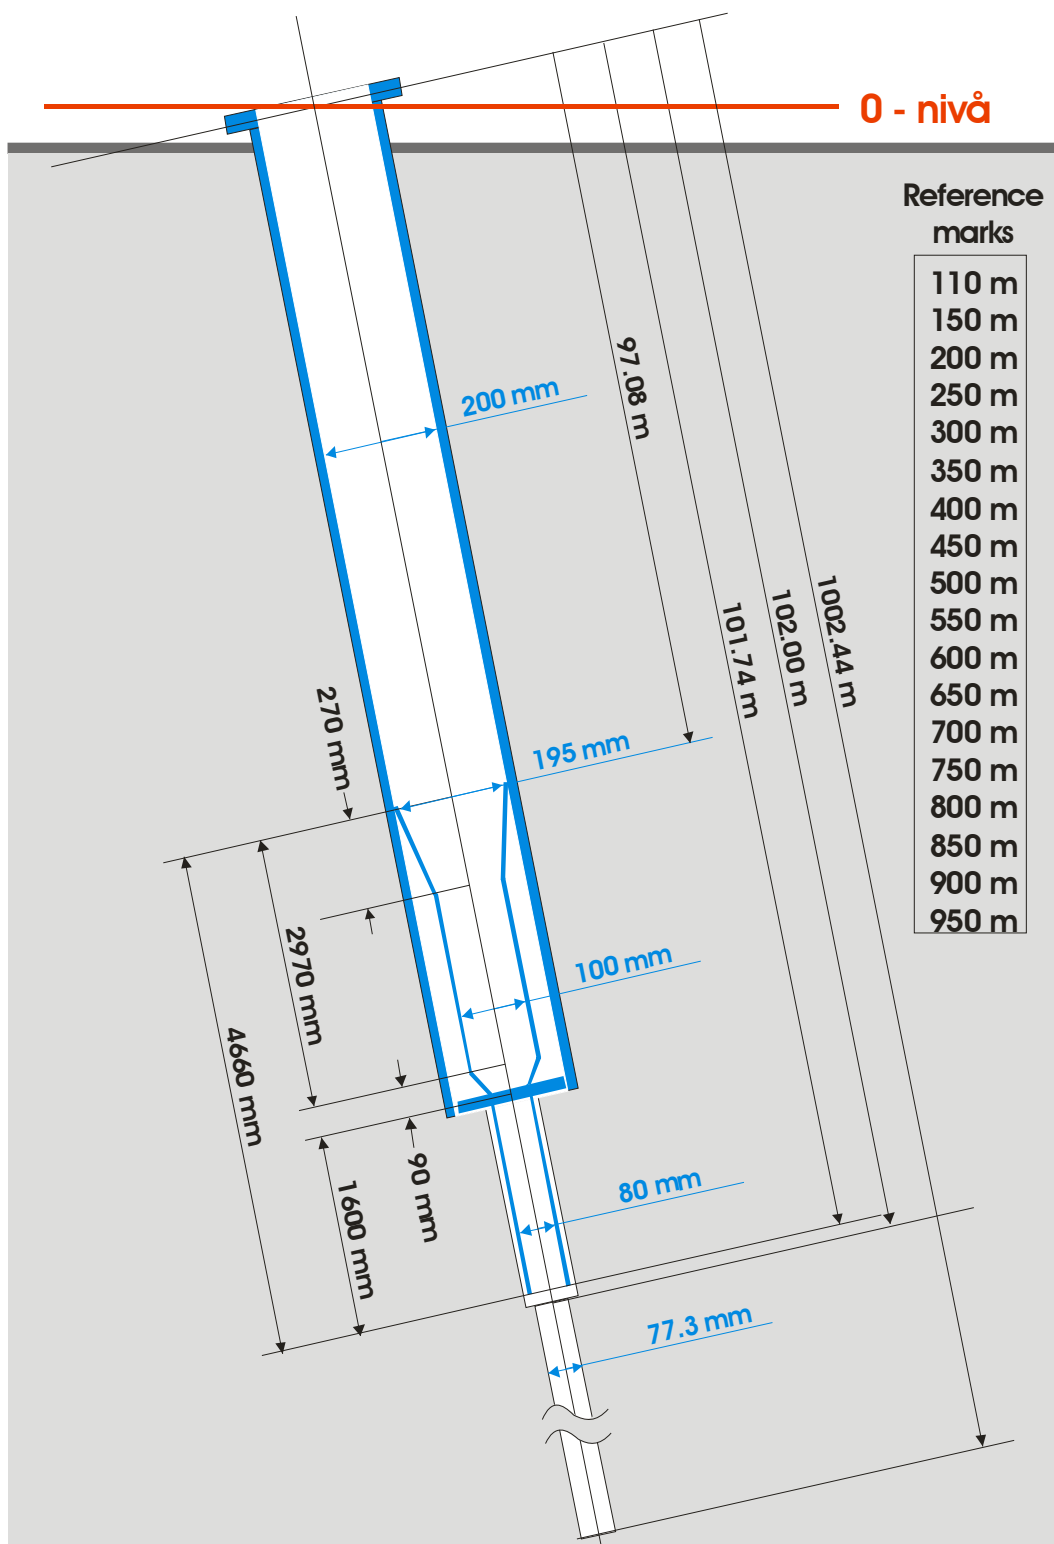 0 - nivå
Reference
marks
110 m
150 m
200 m
250 m
300 m
350 m
400 m
450 m
500 m
550 m
600 m
650 m
700 m
750 m
800 m
850 m
900 m
950 m
97.08 m
200 mm
101.74 m
102.00 m
1002.44 m
270 mm
195 mm
2970 mm
100 mm
4660 mm
90 mm
1600 mm
80 mm
77.3 mm